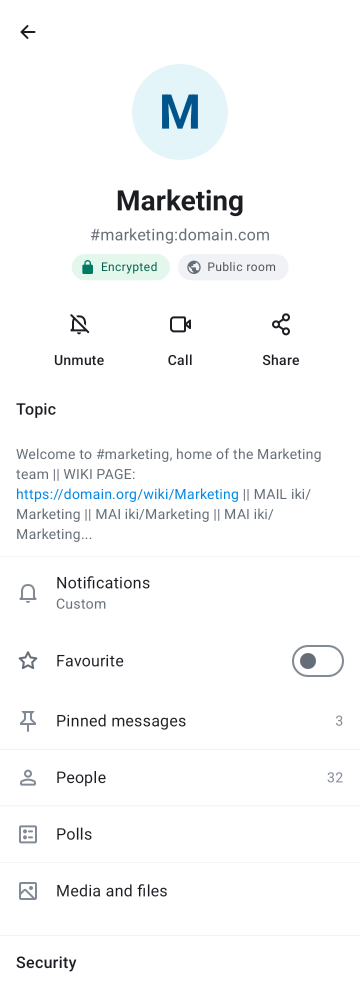 M
Marketing
#marketing:domain.com
Encrypted
Public room
Unmute
Call
Share
Topic
Welcome to #marketing, home of the Marketing
team || WIKI PAGE:
https://domain.org/wiki/Marketing || MAIL iki/
Marketing || MAI iki/Marketing || MAI iki/
Marketing...
Notifications
Custom
Favourite
Pinned messages 3
People 32
Polls
Media and files
Security